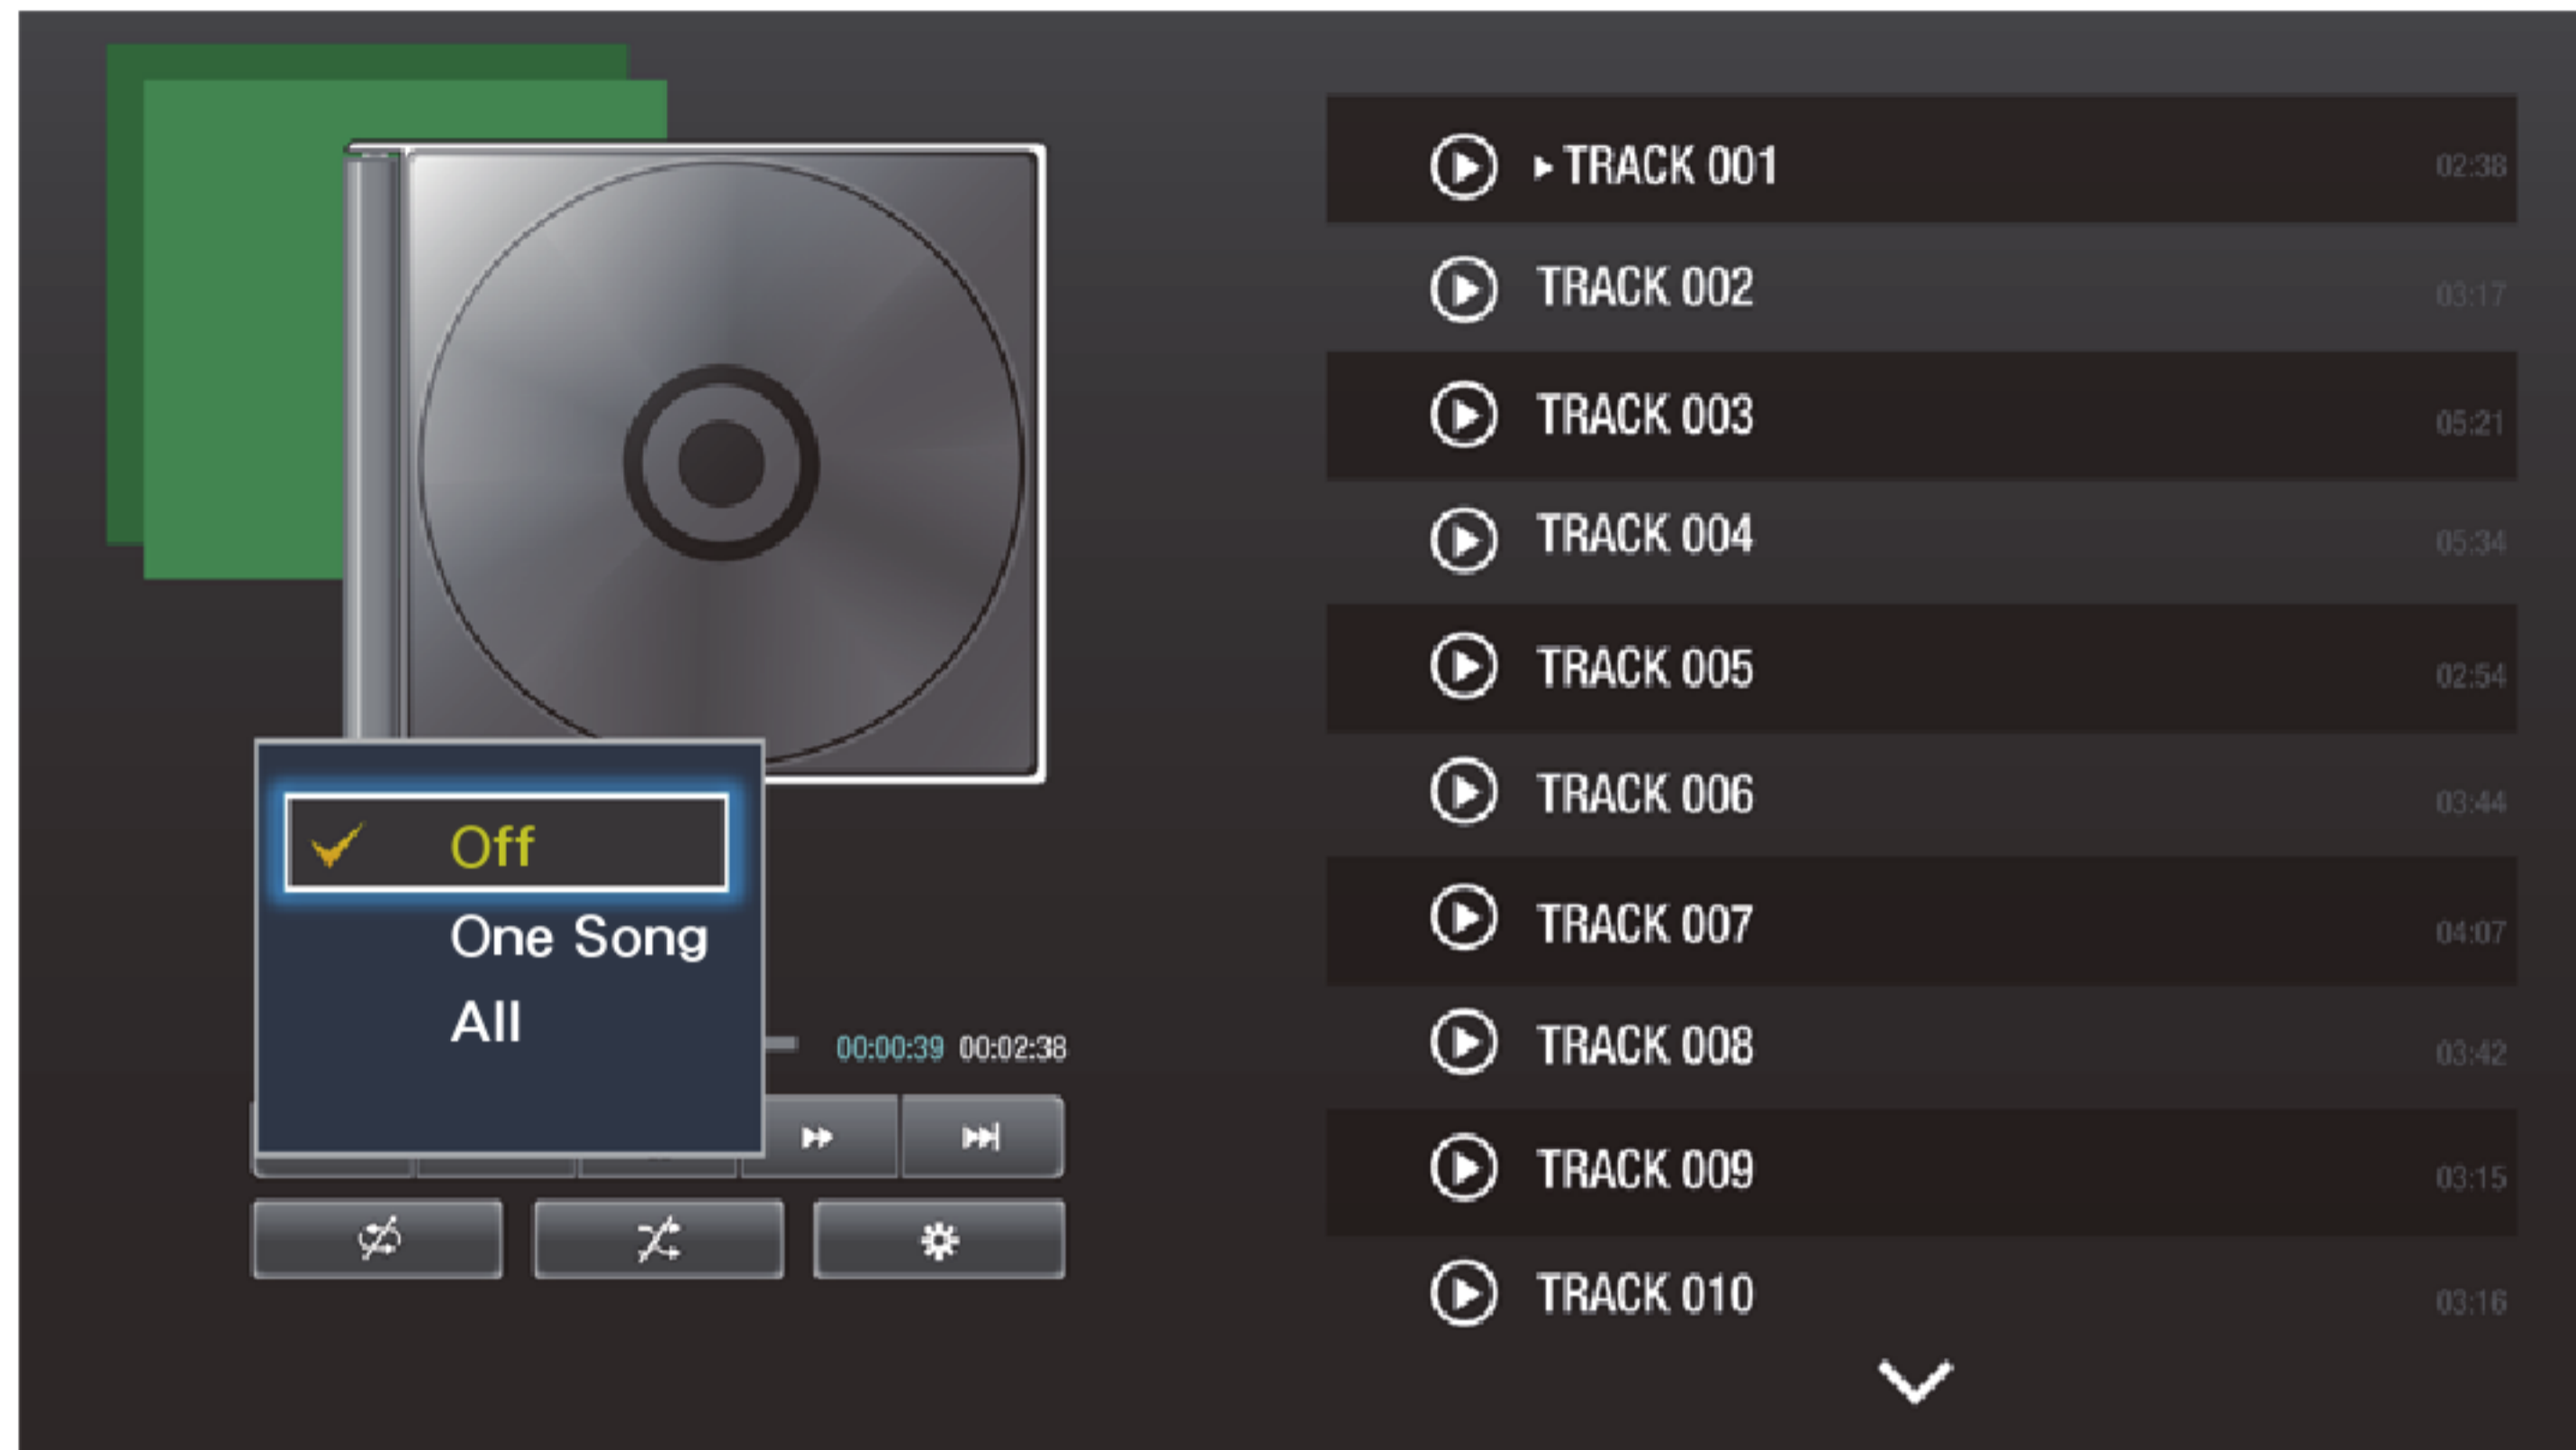 TRACK 001 02:38
TRACK 002 03:17
TRACK 003 05:21
TRACK 004 05:34
TRACK 005 02:54
TRACK 006 03:44
TRACK 007 04:07
TRACK 008 03:42
TRACK 009 03:15
TRACK 010 03:16
Off
One Song
All
00:00:39 00:02:38